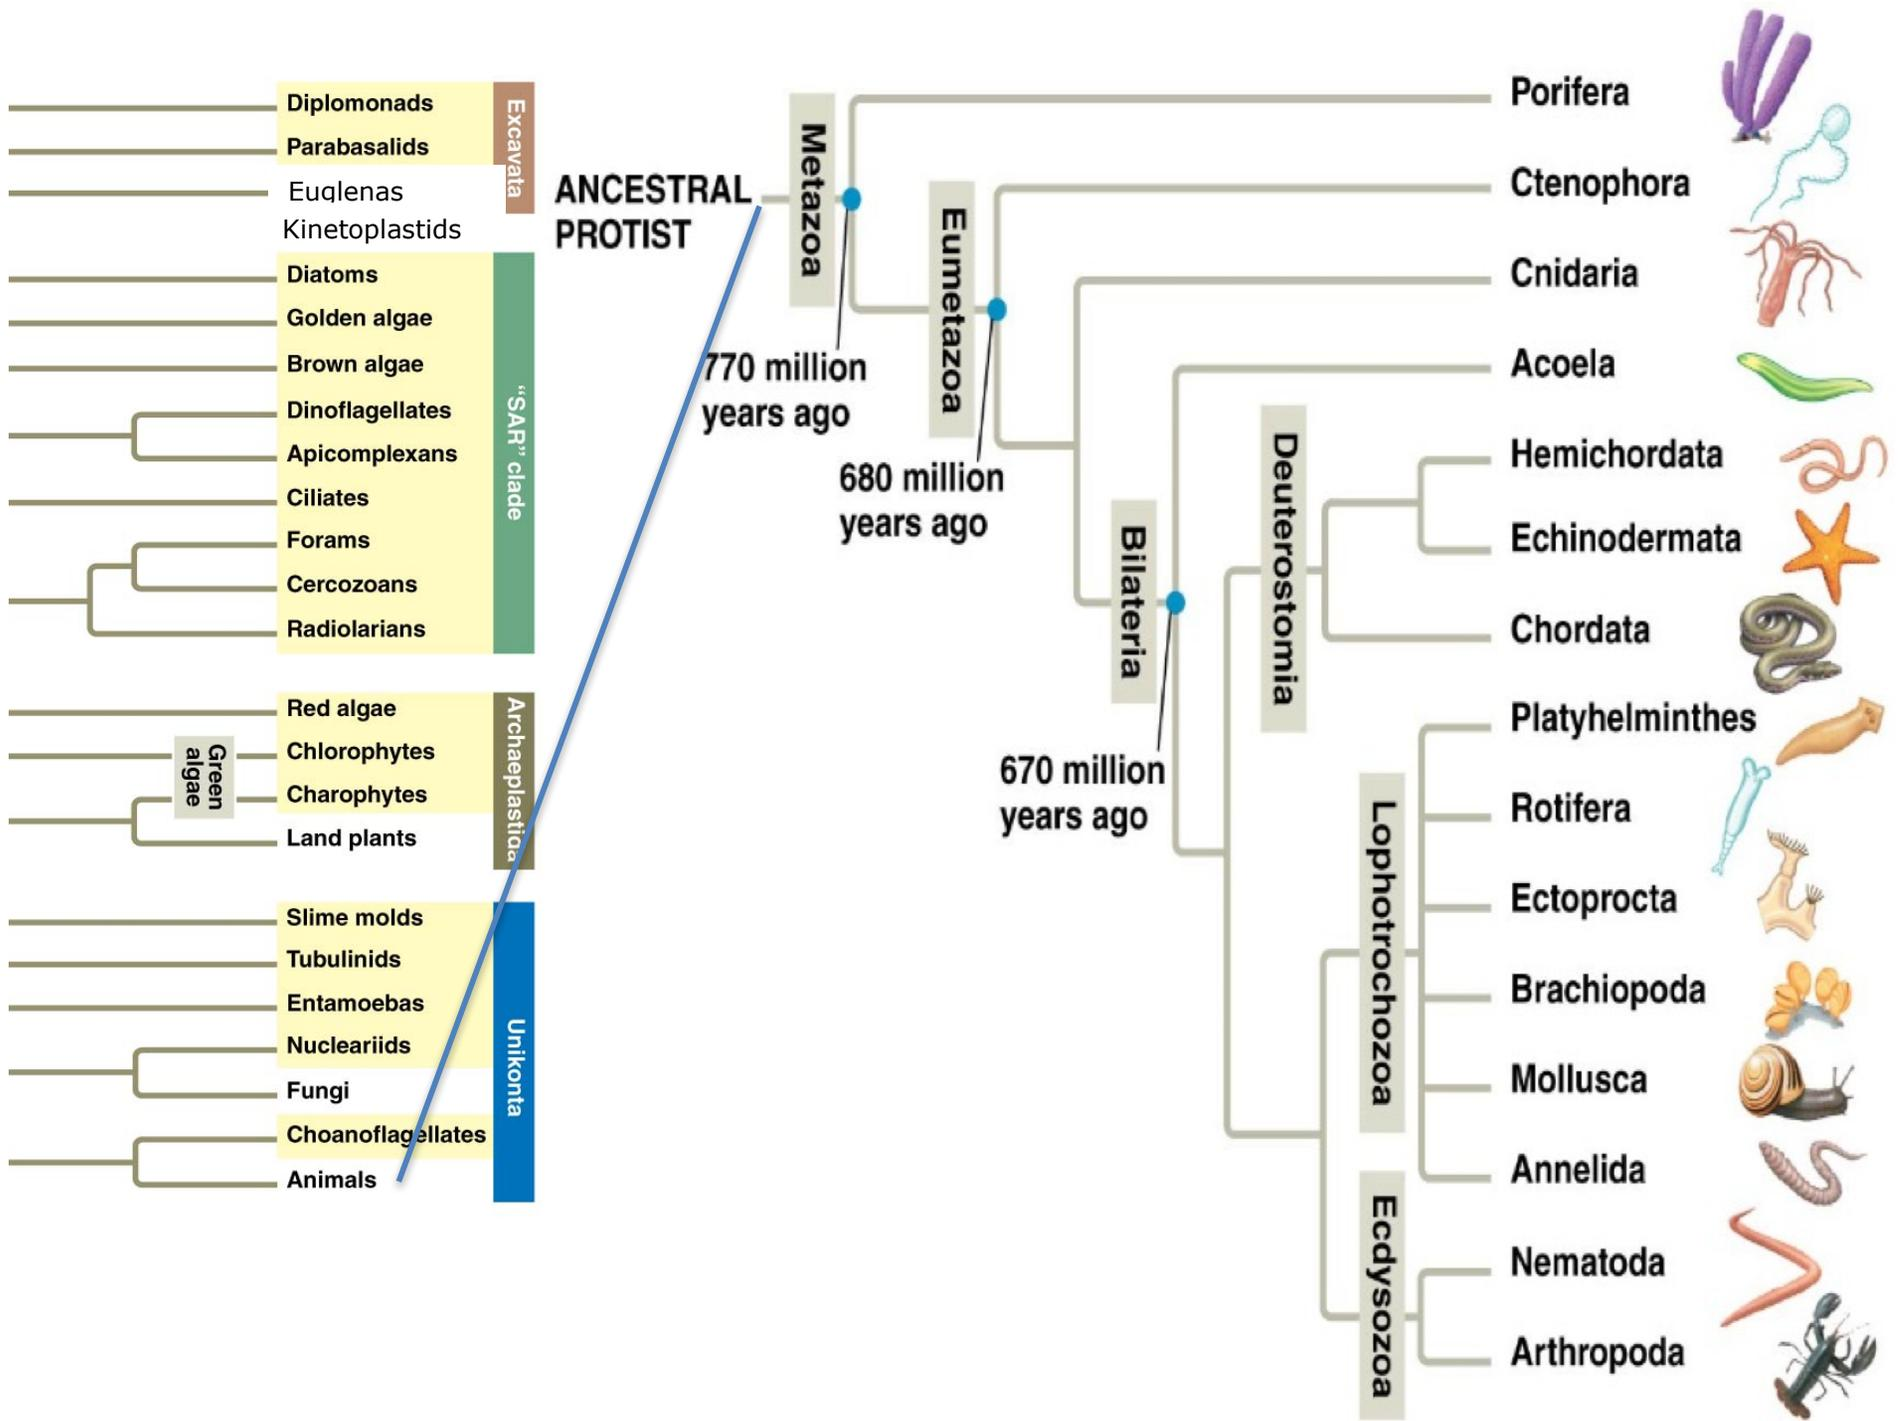 Diplomonads
Parabasalids
Euglenas
Kinetoplastids
Excavata
Diatoms
Golden algae
Brown algae
Dinoflagellates
Apicomplexans
Ciliates
Forams
Cercozoans
Radiolarians
“SAR” clade
Red algae
Chlorophytes
Charophytes
Land plants
Green
algae
Archaeplastida
Slime molds
Tubulinids
Entamoebas
Nucleariids
Fungi
Choanoflagellates
Animals
Unikonta
ANCESTRAL
PROTIST
Metazoa
770 million
years ago
Eumetazoa
680 million
years ago
Bilateria
670 million
years ago
Deuterostomia
Lophotrochozoa
Ecdysozoa
Porifera
Ctenophora
Cnidaria
Acoela
Hemichordata
Echinodermata
Chordata
Platyhelminthes
Rotifera
Ectoprocta
Brachiopoda
Mollusca
Annelida
Nematoda
Arthropoda